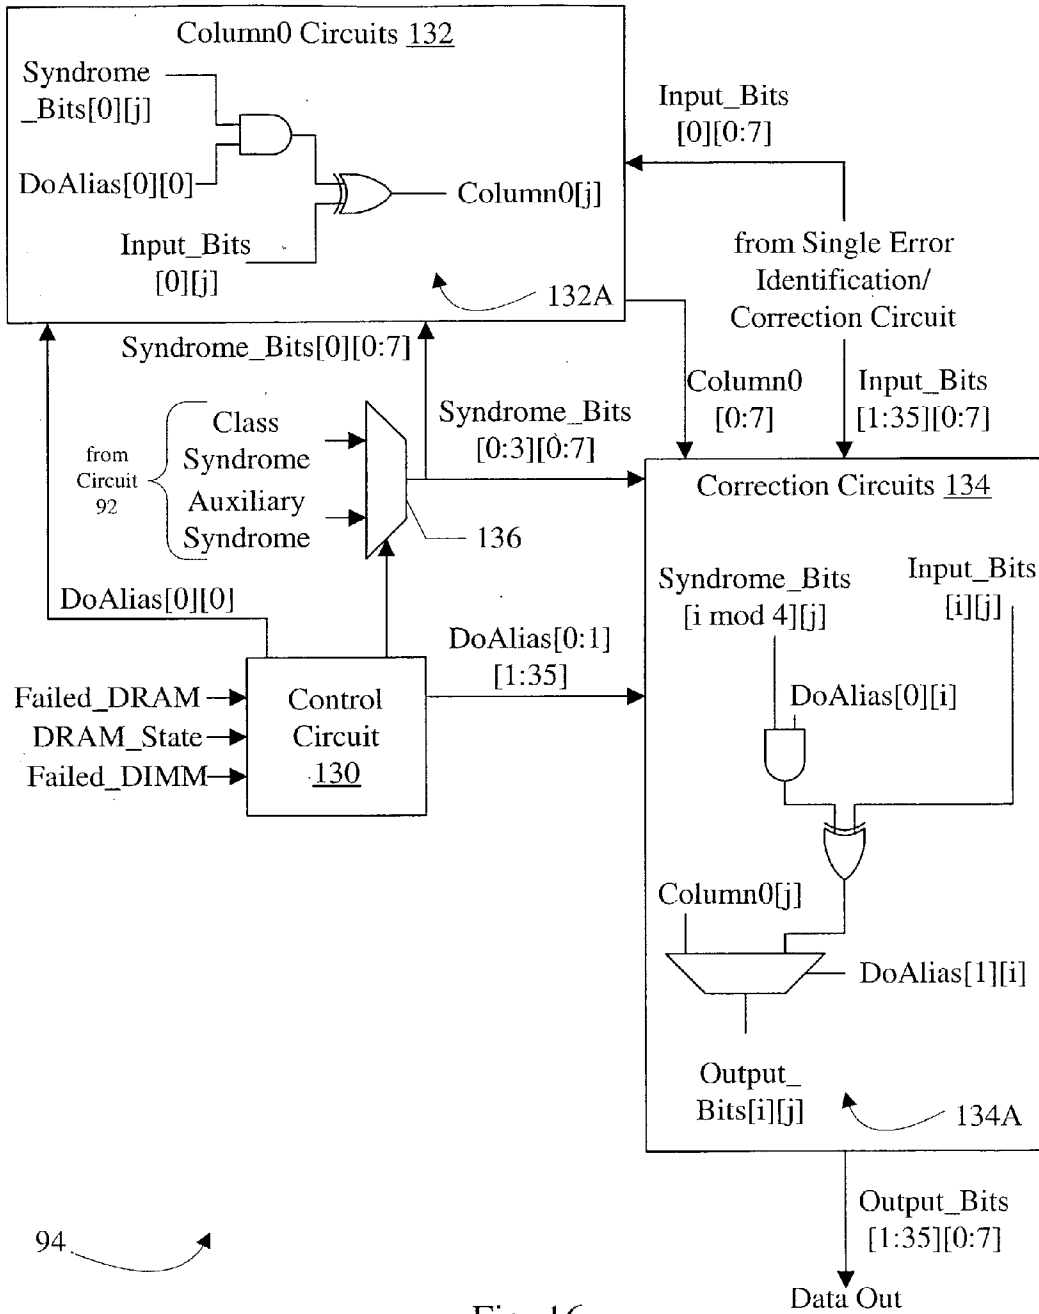 Column0 Circuits 132
Syndrome
_Bits[0][j]
DoAlias[0][0]
Input_Bits
[0][j]
Column0[j]
132A
Input_Bits
[0][0:7]
from Single Error
Identification/
Correction Circuit
Syndrome_Bits[0][0:7]
Column0
[0:7]
Input_Bits
[1:35][0:7]
from
Circuit
92
Class
Syndrome
Auxiliary
Syndrome
Syndrome_Bits
[0:3][0:7]
136
DoAlias[0][0]
Failed_DRAM
DRAM_State
Failed_DIMM
Control
Circuit
130
DoAlias[0:1]
[1:35]
Correction Circuits 134
Syndrome_Bits
[i mod 4][j]
Input_Bits
[i][j]
DoAlias[0][i]
Column0[j]
DoAlias[1][i]
Output_
Bits[i][j]
134A
Output_Bits
[1:35][0:7]
Data Out
94